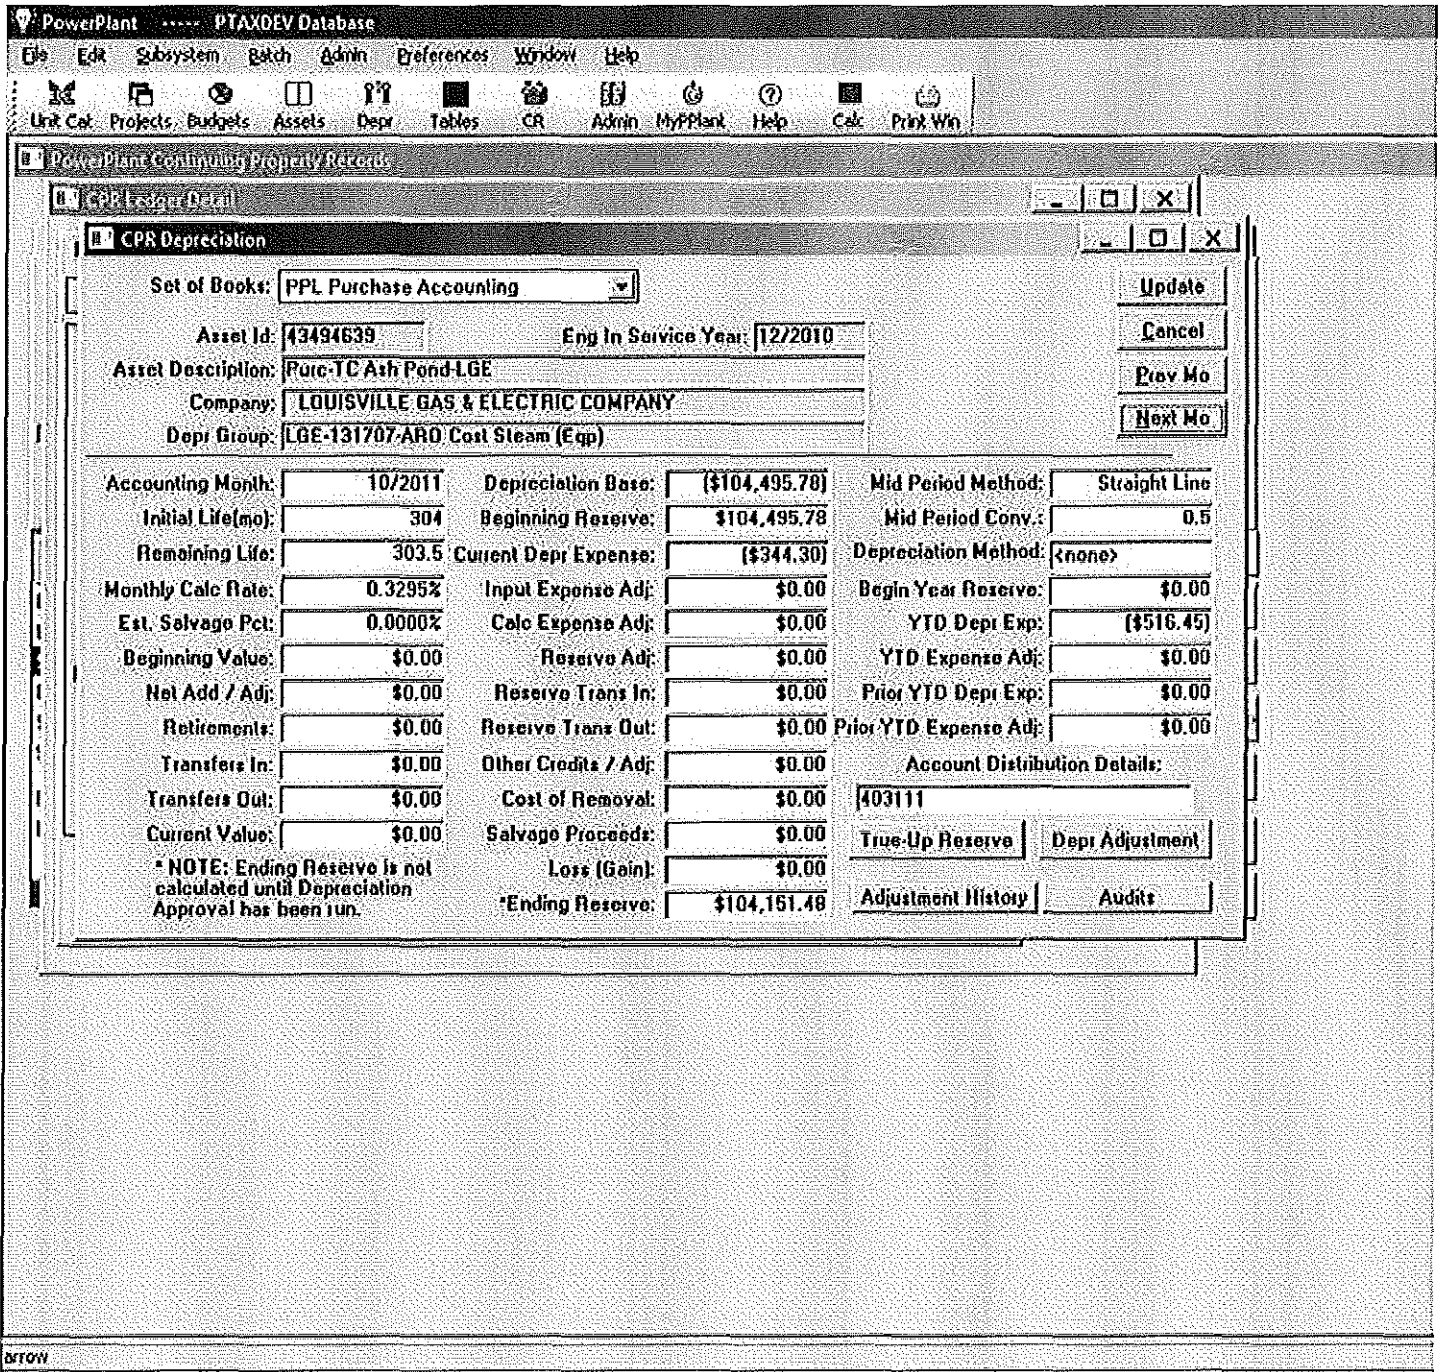 PowerPlant ----- PTAXDEV Database
File Edit Subsystem Batch Admin Preferences Window Help
Unit Cat Projects Budgets Assets Depr Tables CR Admin MyPPlant Help Calc Print Win
PowerPlant Continuing Property Records
CPR Ledger Detail
CPR Depreciation
Set of Books: PPL Purchase Accounting Update
Asset Id: 43494639 Eng In Service Year: 12/2010 Cancel
Asset Description: Purc-TC Ash Pond-LGE Prev Mo
Company: LOUISVILLE GAS & ELECTRIC COMPANY Next Mo
Depr Group: LGE-131707-ARO Cost Steam (Eqp)
Accounting Month: 10/2011 Depreciation Base: ($104,495.78) Mid Period Method: Straight Line
Initial Life(mo): 304 Beginning Reserve: $104,495.78 Mid Period Conv.: 0.5
Remaining Life: 303.5 Current Depr Expense: ($344.30) Depreciation Method: <none>
Monthly Calc Rate: 0.3295% Input Expense Adj: $0.00 Begin Year Reserve: $0.00
Est. Salvage Pct: 0.0000% Calc Expense Adj: $0.00 YTD Depr Exp: ($516.45)
Beginning Value: $0.00 Reserve Adj: $0.00 YTD Expense Adj: $0.00
Net Add / Adj: $0.00 Reserve Trans In: $0.00 Prior YTD Depr Exp: $0.00
Retirements: $0.00 Reserve Trans Out: $0.00 Prior YTD Expense Adj: $0.00
Transfers In: $0.00 Other Credits / Adj: $0.00 Account Distribution Details:
Transfers Out: $0.00 Cost of Removal: $0.00 403111
Current Value: $0.00 Salvage Proceeds: $0.00 True-Up Reserve Depr Adjustment
* NOTE: Ending Reserve is not Loss (Gain): $0.00
calculated until Depreciation
Approval has been run. *Ending Reserve: $104,151.48 Adjustment History Audits
arrow